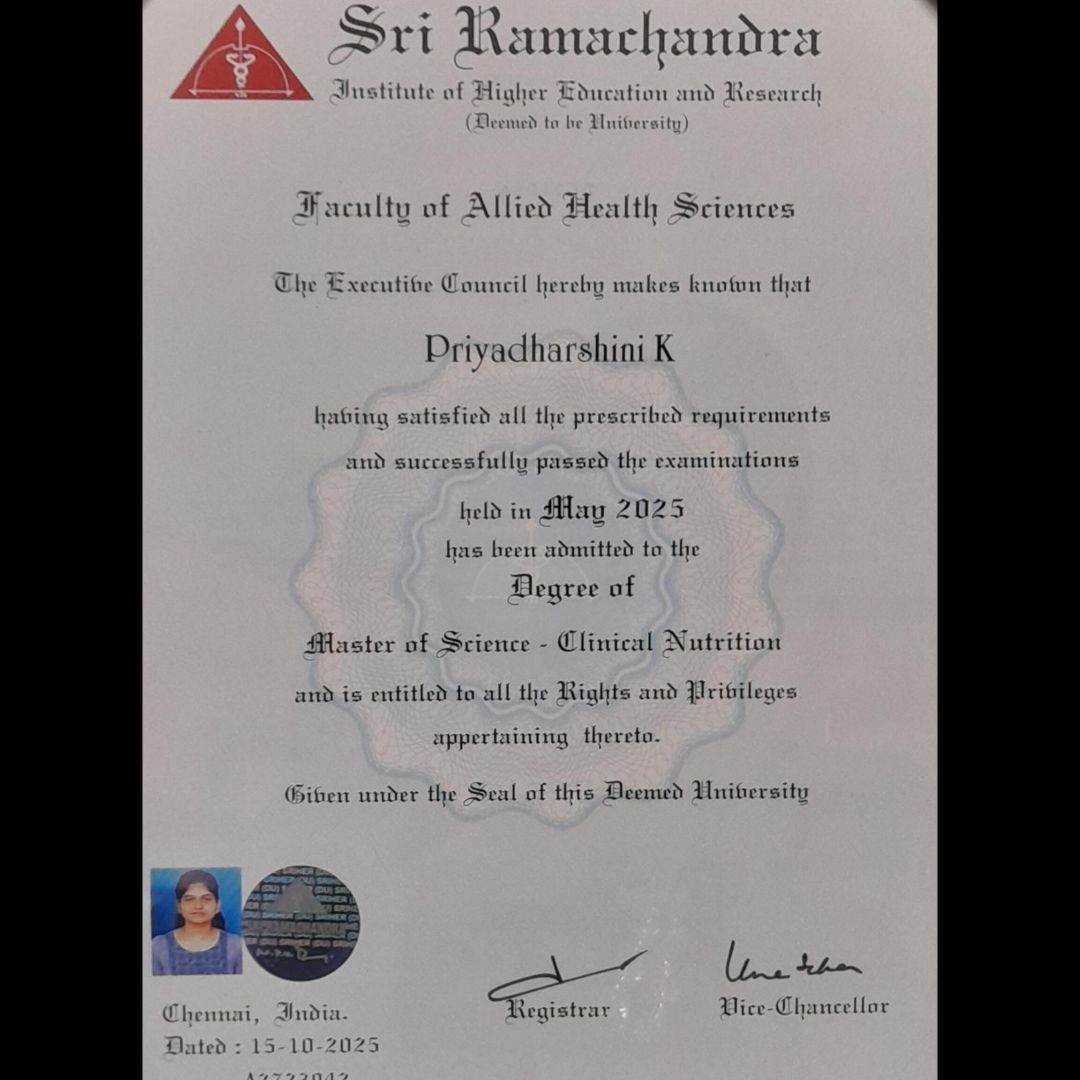 Sri Ramachandra
Institute of Higher Education and Research
(Deemed to be University)
Faculty of Allied Health Sciences
The Executive Council hereby makes known that
Priyadharshini K
having satisfied all the prescribed requirements
and successfully passed the examinations
held in May 2025
has been admitted to the
Degree of
Master of Science - Clinical Nutrition
and is entitled to all the Rights and Privileges
appertaining thereto.
Given under the Seal of this Deemed University
Registrar
Vice-Chancellor
Chennai, India.
Dated : 15-10-2025